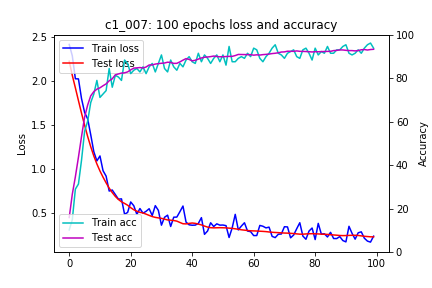 c1_007: 100 epochs loss and accuracy
Train loss
Test loss
Train acc
Test acc
Loss
Accuracy
2.5
2.0
1.5
1.0
0.5
100
80
60
40
20
0
0
20
40
60
80
100